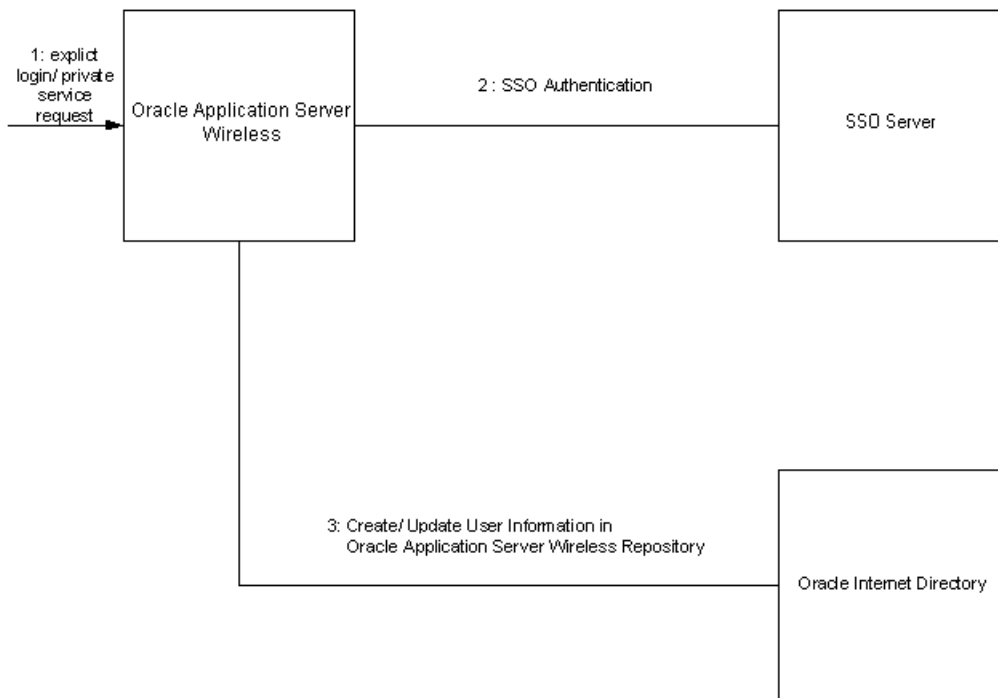 1: explict
login/ private
service
request
Oracle Application Server
Wireless
2 : SSO Authentication
SSO Server
3: Create/ Update User Information in
Oracle Application Server Wireless Repository
Oracle Internet Directory